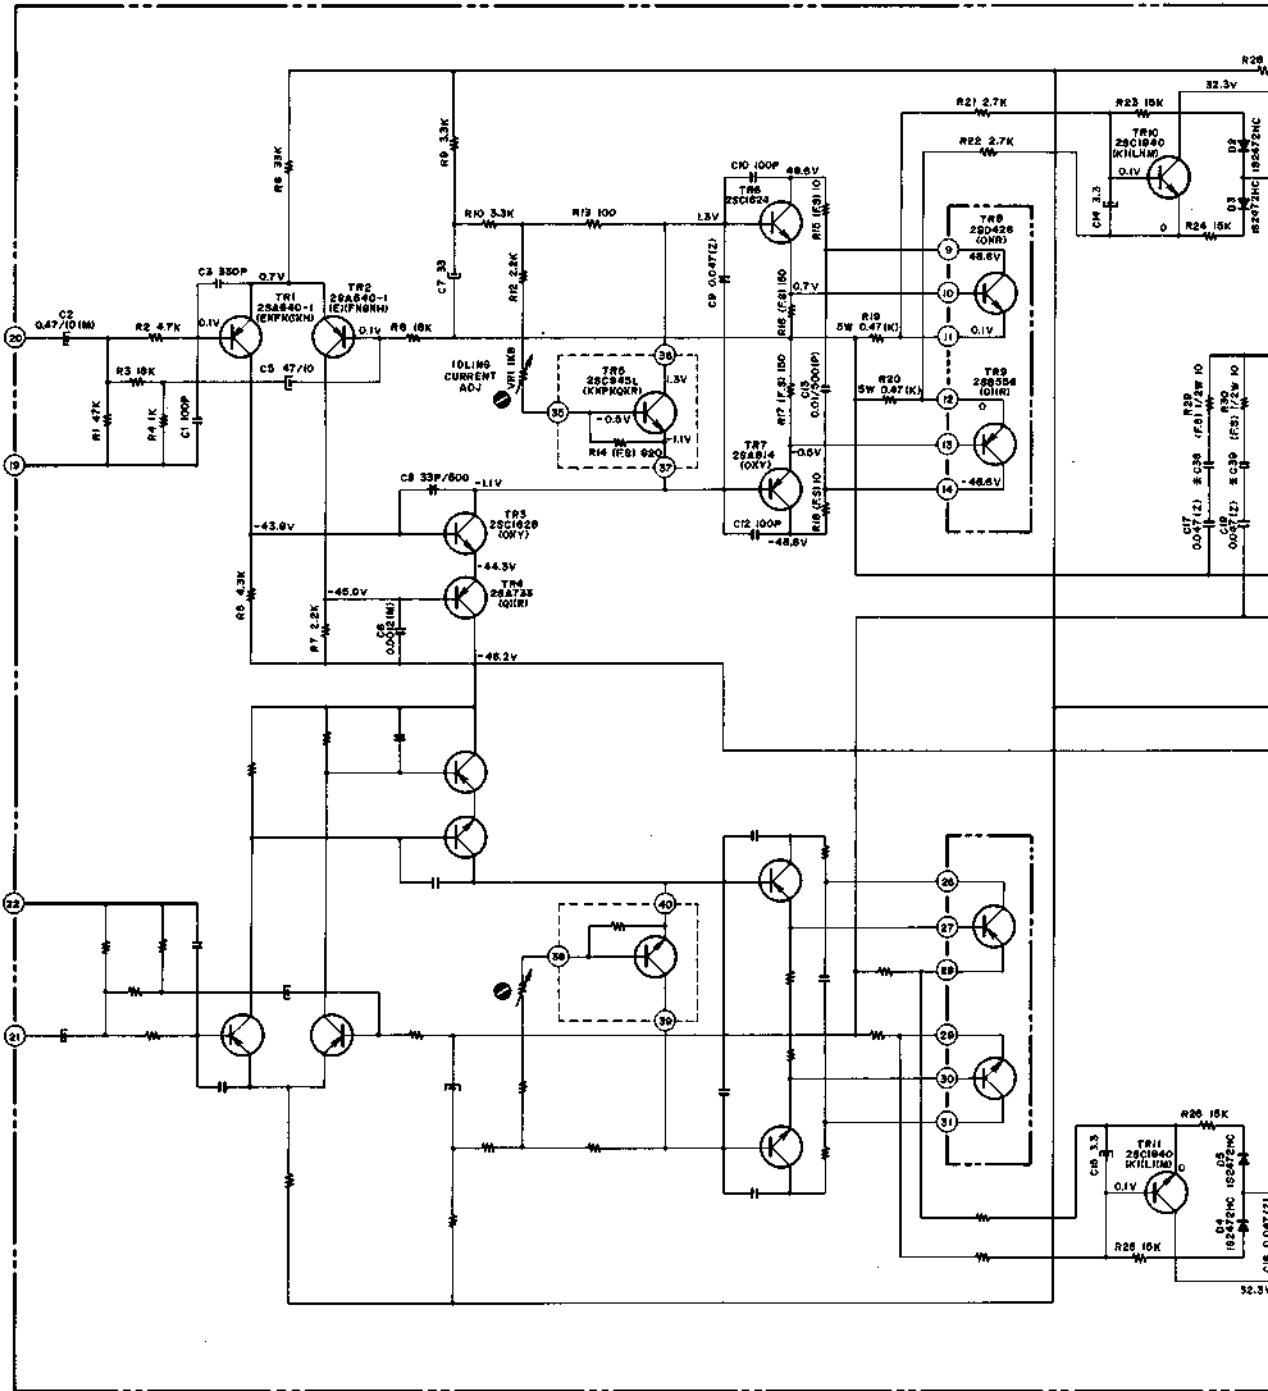 R28
32.3V
R21 2.7K
R23 15K
R22 2.7K
TR10
2SC1940
(K)(L)(M)
0.1V
C14 3.3
0
R24 15K
D2
1S2472HC
D3
1S2472HC
R6 33K
R9 3.3K
C10 100P
48.6V
TR6
2SC1624
R15 (F.S) 10
R10 3.3K
R13 100
1.3V
TR8
2SD426
(O)(R)
9
48.6V
C3 330P
0.7V
C7 33
R12 2.2K
C9 0.047(Z)
0.7V
10
R16 (F.S) 150
C2
0.47/10(M)
TR1
2SA640-1
TR2
2SA640-1
R2 4.7K
0.1V
0.1V
R8 18K
20
R19
5W 0.47(K)
11
0.1V
R3 18K
C5 47/10
IDLING
CURRENT
ADJ
VR1 1KB
36
TR5
2SC945L
1.3V
R17 (F.S) 150
C13
0.01/500(P)
R20
5W 0.47(K)
TR9
2SB556
(O)(R)
12
0
R1 47K
R4 1K
C1 100P
35
-0.5V
-1.1V
R14 (F.S) 820
13
19
37
TR7
2SA814
(O)(Y)
-0.5V
R18 (F.S) 10
14
-48.6V
C8 33P/500
-1.1V
C12 100P
-48.6V
R29
(F.S) 1/2W 10
R30
(F.S) 1/2W 10
※C38
※C39
C17
0.047(Z)
C19
0.047(Z)
-43.9V
TR3
2SC1628
(O)(Y)
-44.3V
R5 4.3K
-45.0V
TR4
2SA733
(Q)(R)
R7 2.2K
C6
0.0012(M)
-46.2V
26
22
40
27
38
28
21
39
29
30
31
R26 15K
C15 3.3
TR11
2SC1940
(K)(L)(M)
0
0.1V
D5
1S2472HC
D4
1S2472HC
R25 15K
C18 0.047(Z)
32.3V